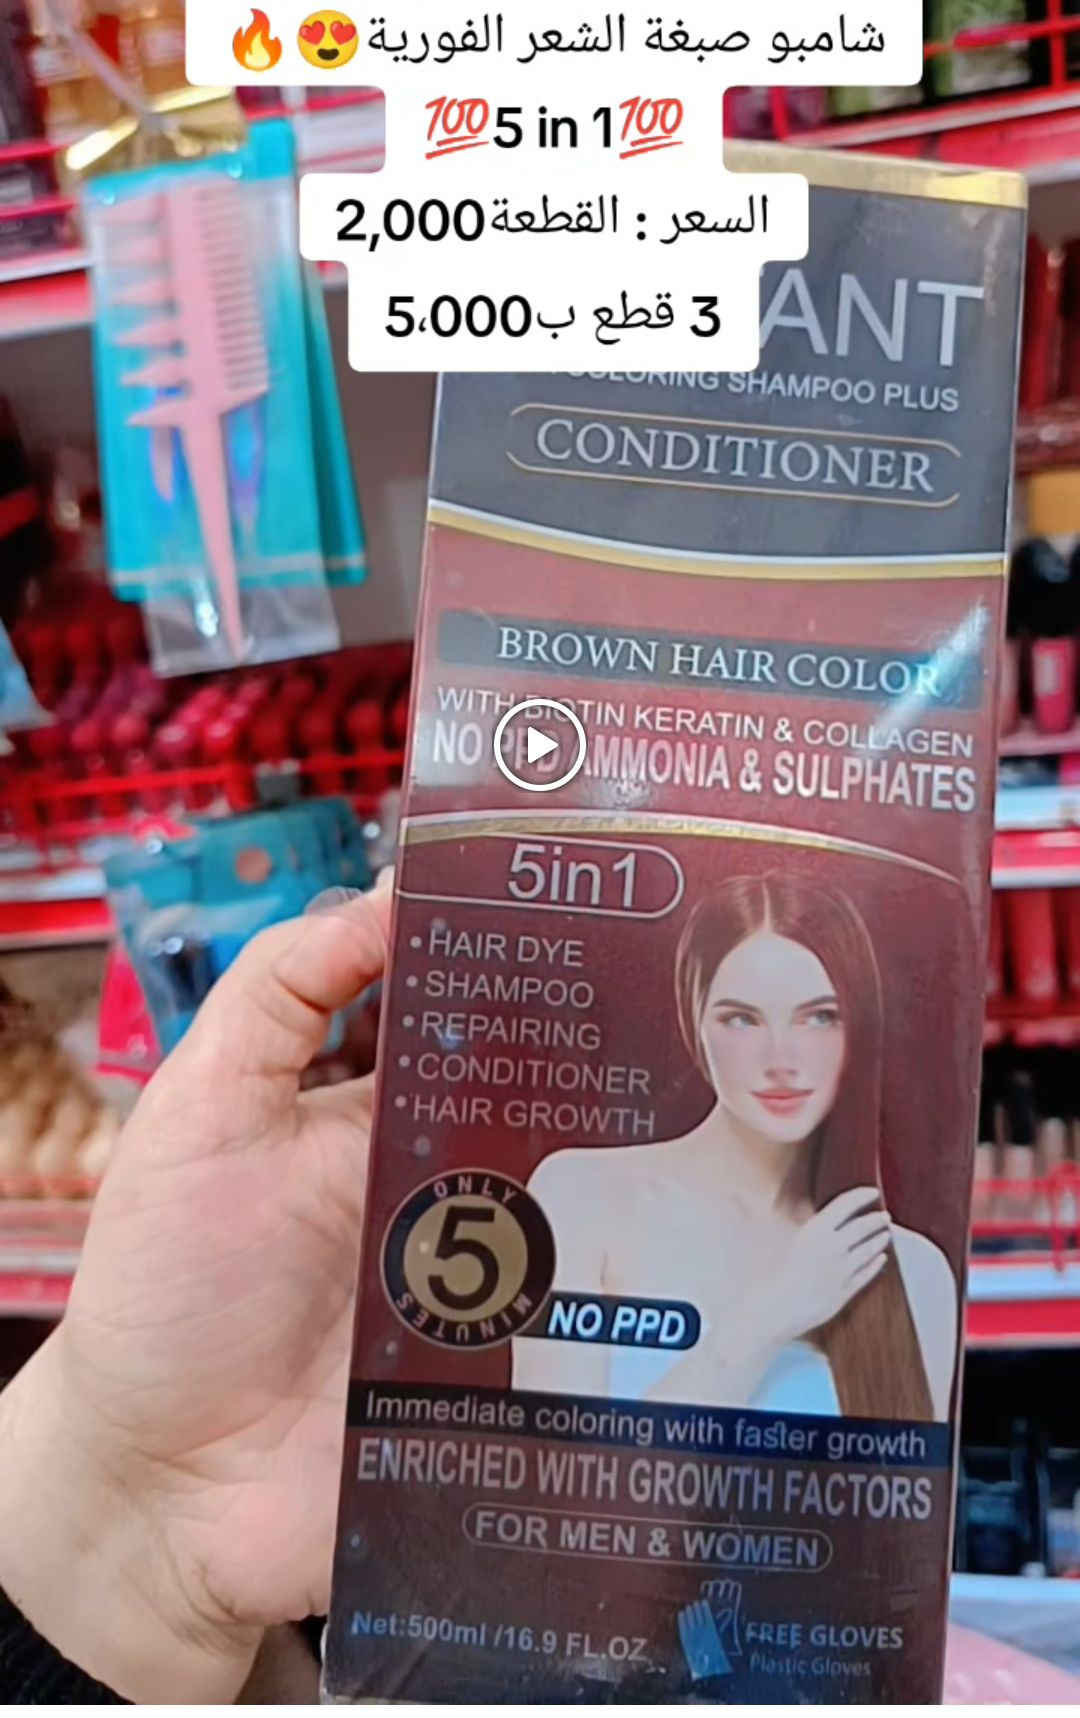 شامبو صبغة الشعر الفورية😍🔥
💯5 in 1💯
السعر : القطعة2,000
3 قطع ب5،000
ANT
COLORING SHAMPOO PLUS
CONDITIONER
BROWN HAIR COLOR
WITH BIOTIN KERATIN & COLLAGEN
NO PPD AMMONIA & SULPHATES
5in1
• HAIR DYE
• SHAMPOO
• REPAIRING
• CONDITIONER
• HAIR GROWTH
ONLY
5
MINUTES
NO PPD
Immediate coloring with faster growth
ENRICHED WITH GROWTH FACTORS
FOR MEN & WOMEN
Net:500ml /16.9 FL.OZ.
FREE GLOVES
Plastic Gloves